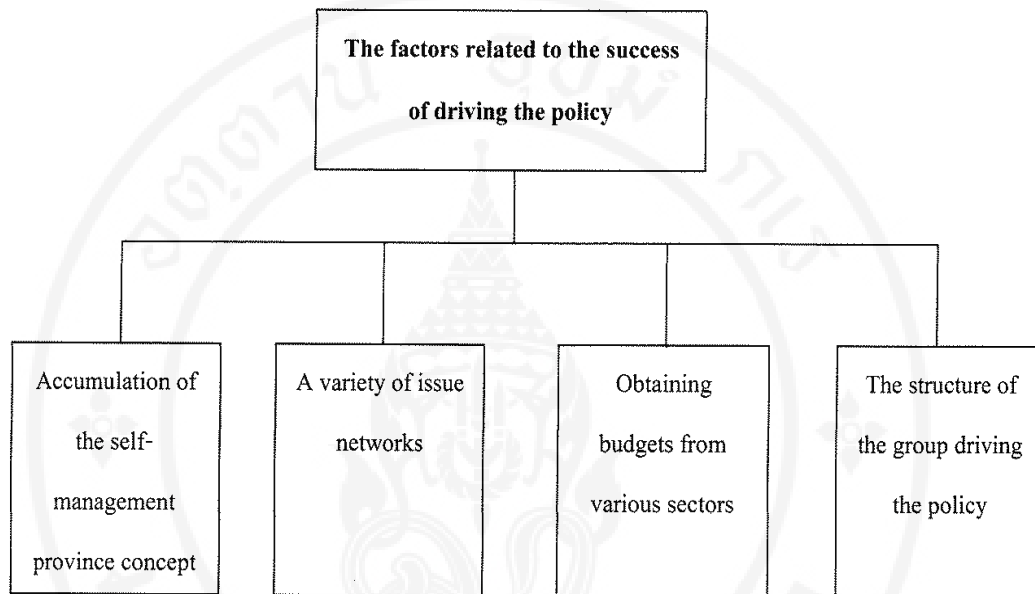 The factors related to the success
of driving the policy
Accumulation of
the self-
management
province concept
A variety of issue
networks
Obtaining
budgets from
various sectors
The structure of
the group driving
the policy